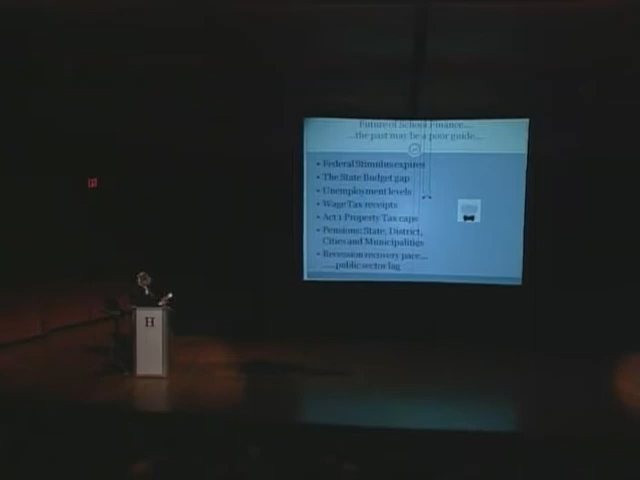 Future of School Finance....
...the past may be a poor guide....
• Federal Stimulus expires
• The State Budget gap
• Unemployment levels
• Wage Tax receipts
• Act 1 Property Tax caps
• Pensions: State, District,
Cities and Municipalities
• Recession recovery pace....
......public sector lag
H